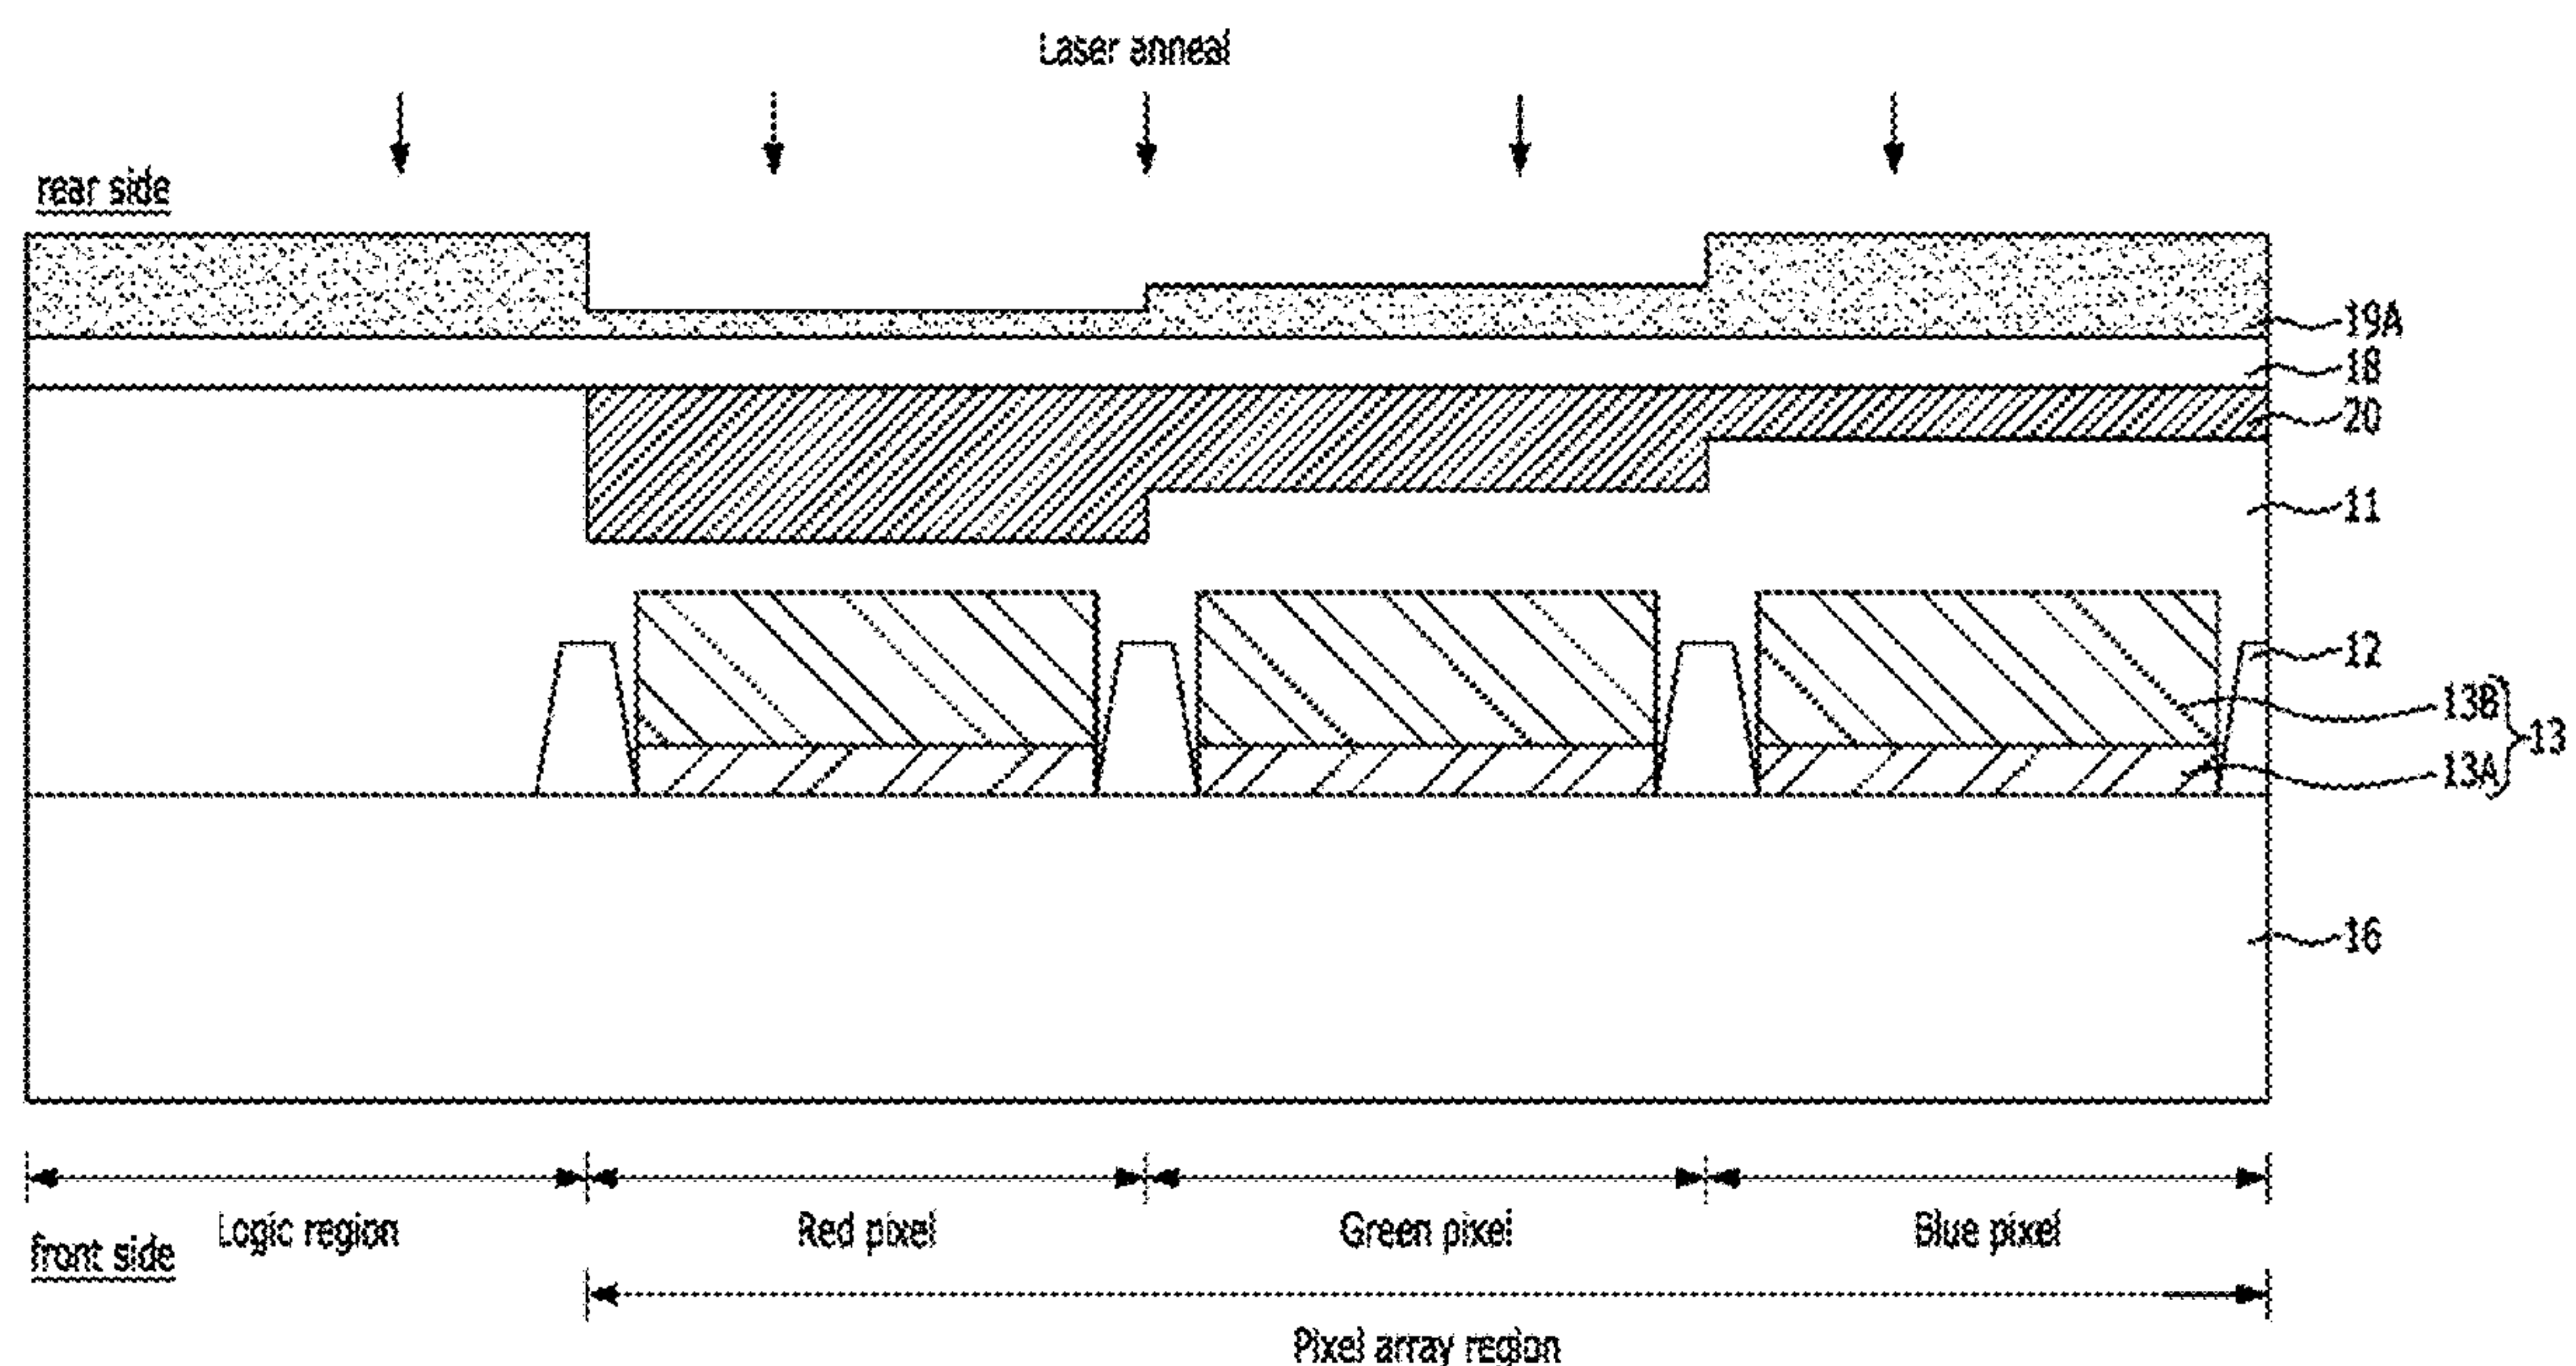 Laser anneal
rear side
19A
18
20
11
12
13B
13
13A
16
Logic region
Red pixel
Green pixel
Blue pixel
front side
Pixel array region